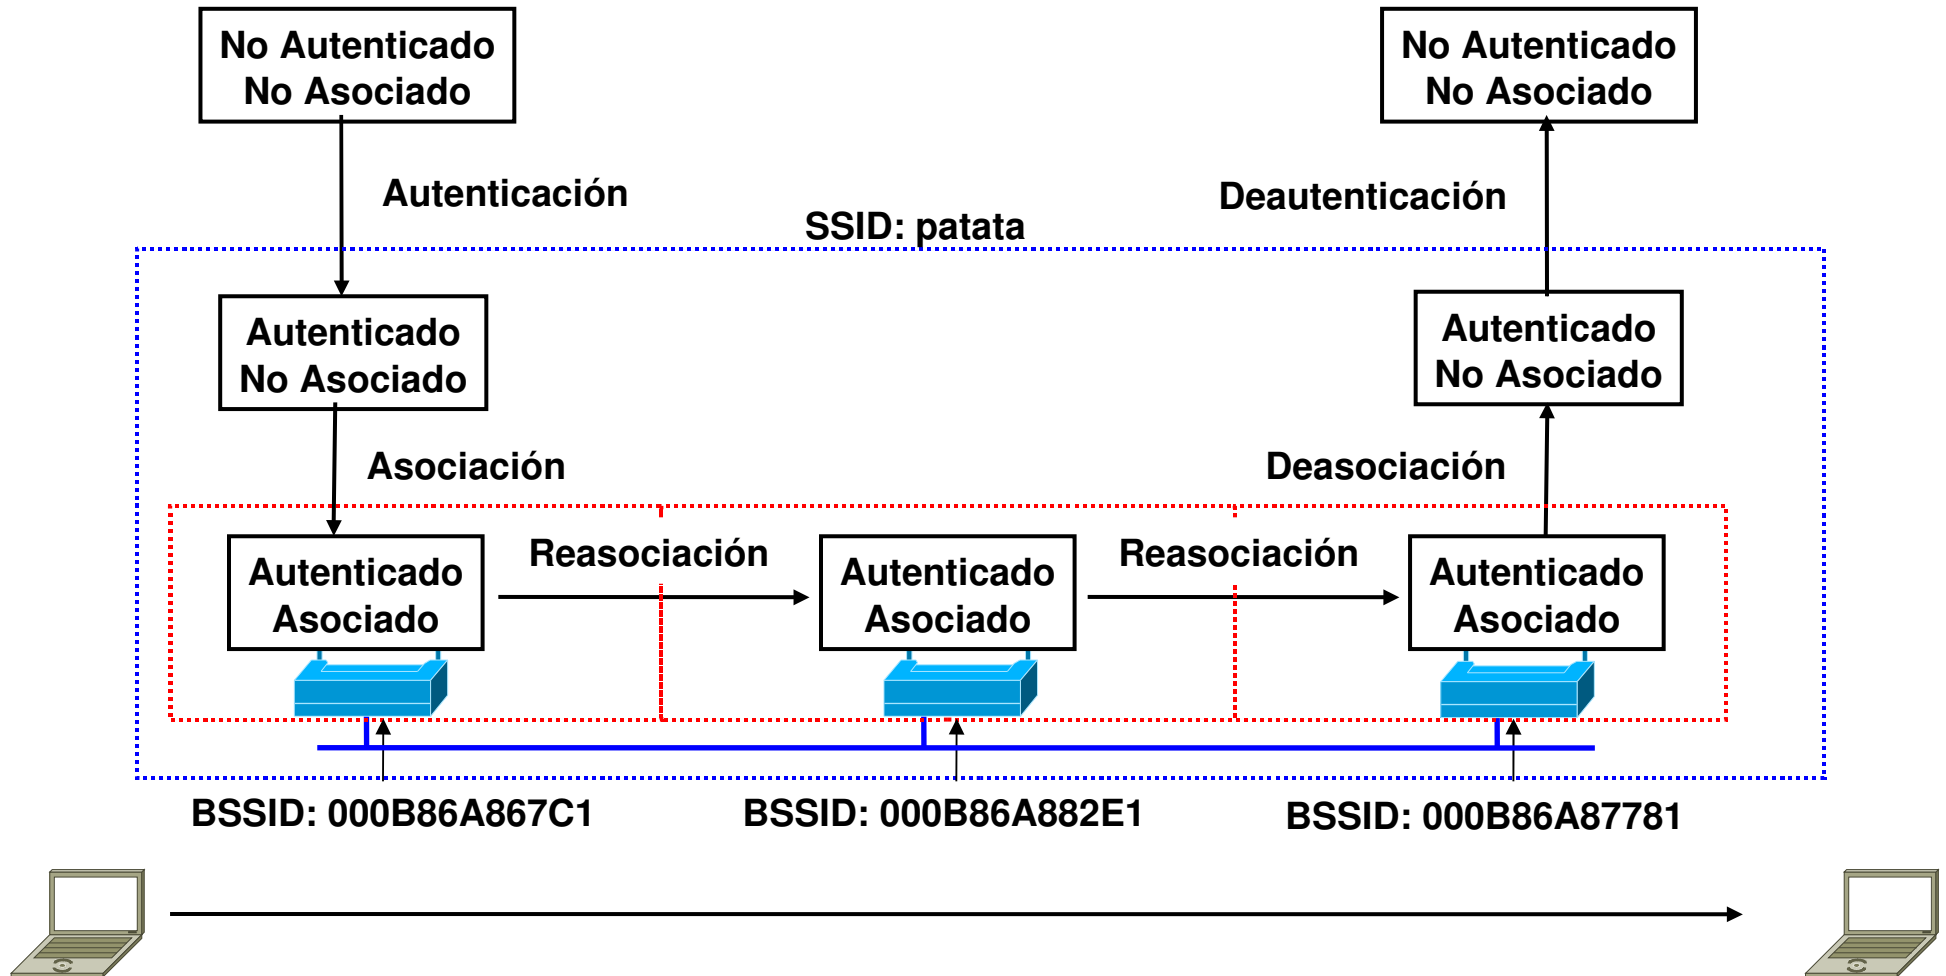 No Autenticado
No Asociado
No Autenticado
No Asociado
Autenticación
Deautenticación
SSID: patata
Autenticado
No Asociado
Autenticado
No Asociado
Asociación
Deasociación
Autenticado
Asociado
Reasociación
Autenticado
Asociado
Reasociación
Autenticado
Asociado
BSSID: 000B86A867C1
BSSID: 000B86A882E1
BSSID: 000B86A87781